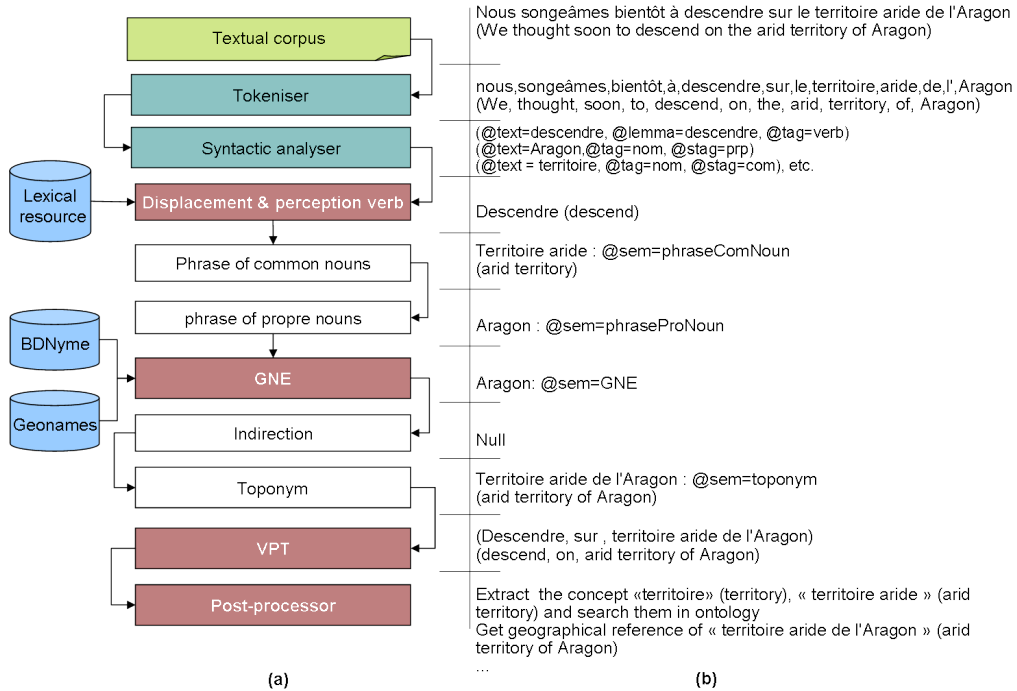 Textual corpus
Nous songeâmes bientôt à descendre sur le territoire aride de l'Aragon
(We thought soon to descend on the arid territory of Aragon)
Tokeniser
nous,songeâmes,bientôt,à,descendre,sur,le,territoire,aride,de,l',Aragon
(We, thought, soon, to, descend, on, the, arid, territory, of, Aragon)
Syntactic analyser
(@text=descendre, @lemma=descendre, @tag=verb)
(@text=Aragon,@tag=nom, @stag=prp)
(@text = territoire, @tag=nom, @stag=com), etc.
Lexical
resource
Displacement & perception verb
Descendre (descend)
Phrase of common nouns
Territoire aride : @sem=phraseComNoun
(arid territory)
phrase of propre nouns
Aragon : @sem=phraseProNoun
BDNyme
Geonames
GNE
Aragon: @sem=GNE
Indirection
Null
Toponym
Territoire aride de l'Aragon : @sem=toponym
(arid territory of Aragon)
VPT
(Descendre, sur , territoire aride de l'Aragon)
(descend, on, arid territory of Aragon)
Post-processor
Extract the concept «territoire» (territory), « territoire aride » (arid
territory) and search them in ontology
Get geographical reference of « territoire aride de l'Aragon » (arid
territory of Aragon)
...
(a)
(b)